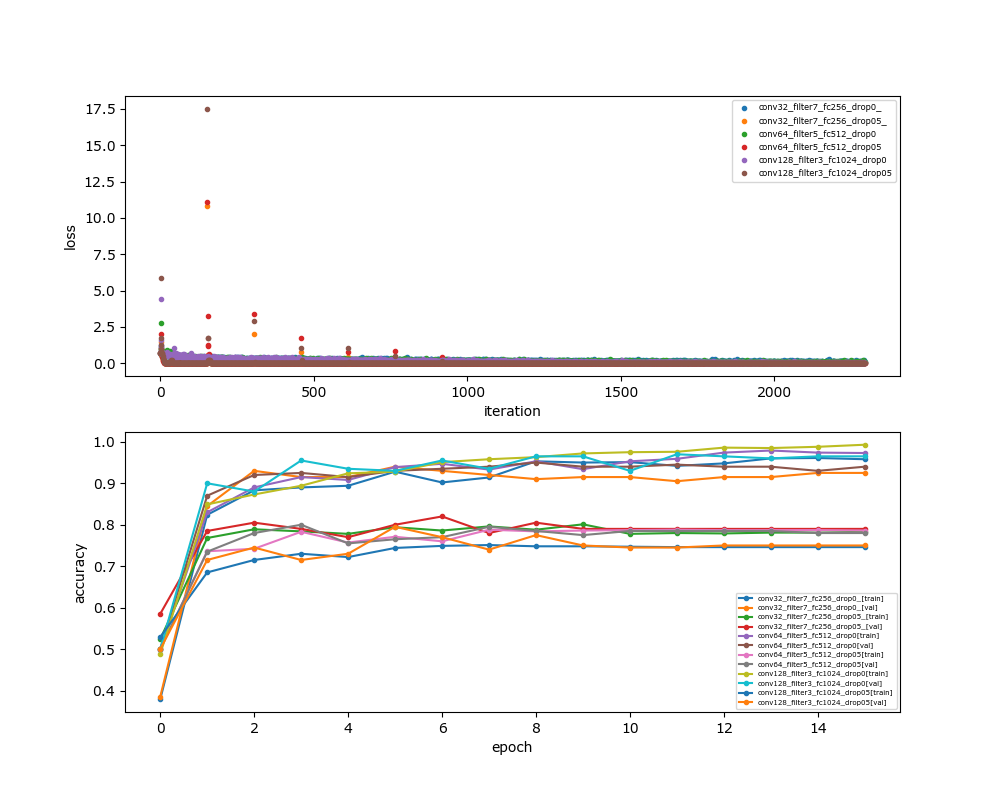 17.5
15.0
12.5
10.0
7.5
5.0
2.5
0.0
loss
conv32_filter7_fc256_drop0_
conv32_filter7_fc256_drop05_
conv64_filter5_fc512_drop0
conv64_filter5_fc512_drop05
conv128_filter3_fc1024_drop0
conv128_filter3_fc1024_drop05
0 500 1000 1500 2000
iteration
1.0
0.9
0.8
0.7
0.6
0.5
0.4
accuracy
conv32_filter7_fc256_drop0_[train]
conv32_filter7_fc256_drop0_[val]
conv32_filter7_fc256_drop05_[train]
conv32_filter7_fc256_drop05_[val]
conv64_filter5_fc512_drop0[train]
conv64_filter5_fc512_drop0[val]
conv64_filter5_fc512_drop05[train]
conv64_filter5_fc512_drop05[val]
conv128_filter3_fc1024_drop0[train]
conv128_filter3_fc1024_drop0[val]
conv128_filter3_fc1024_drop05[train]
conv128_filter3_fc1024_drop05[val]
0 2 4 6 8 10 12 14
epoch